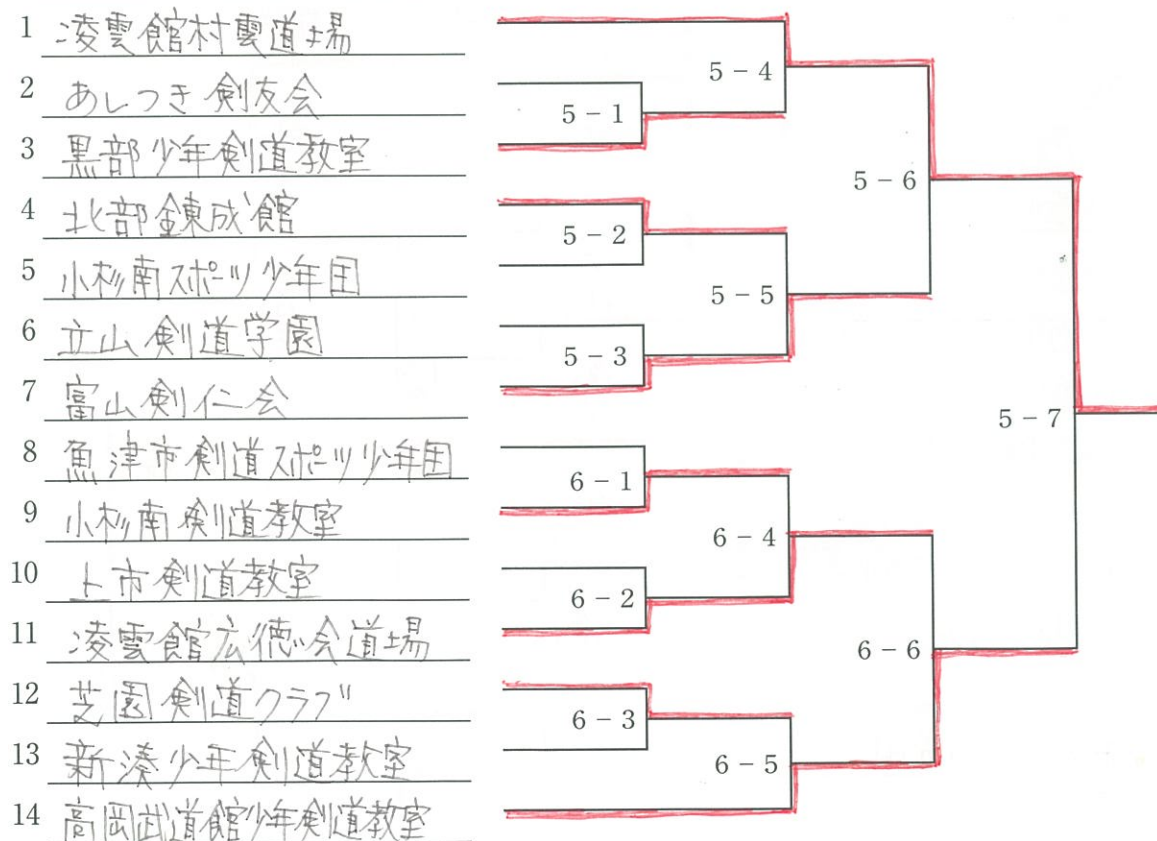 1 凌雲館村雲道場
2 あしつき剣友会
3 黒部少年剣道教室
4 北部錬成館
5 小杉南スポーツ少年団
6 立山剣道学園
7 富山剣仁会
8 魚津市剣道スポーツ少年団
9 小杉南剣道教室
10 上市剣道教室
11 凌雲館広徳会道場
12 芝園剣道クラブ
13 新湊少年剣道教室
14 高岡武道館少年剣道教室
5-4
5-1
5-6
5-2
5-5
5-3
5-7
6-1
6-4
6-2
6-6
6-3
6-5